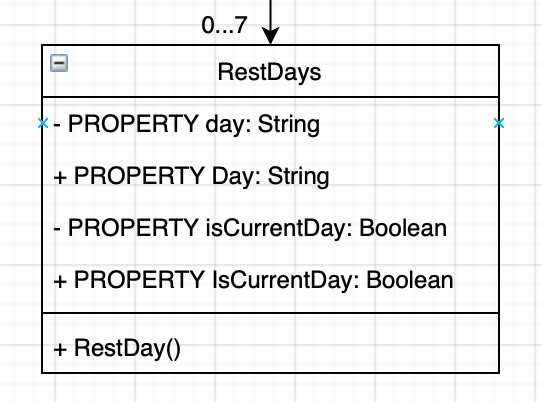 0...7
RestDays
- PROPERTY day: String
+ PROPERTY Day: String
- PROPERTY isCurrentDay: Boolean
+ PROPERTY IsCurrentDay: Boolean
+ RestDay()